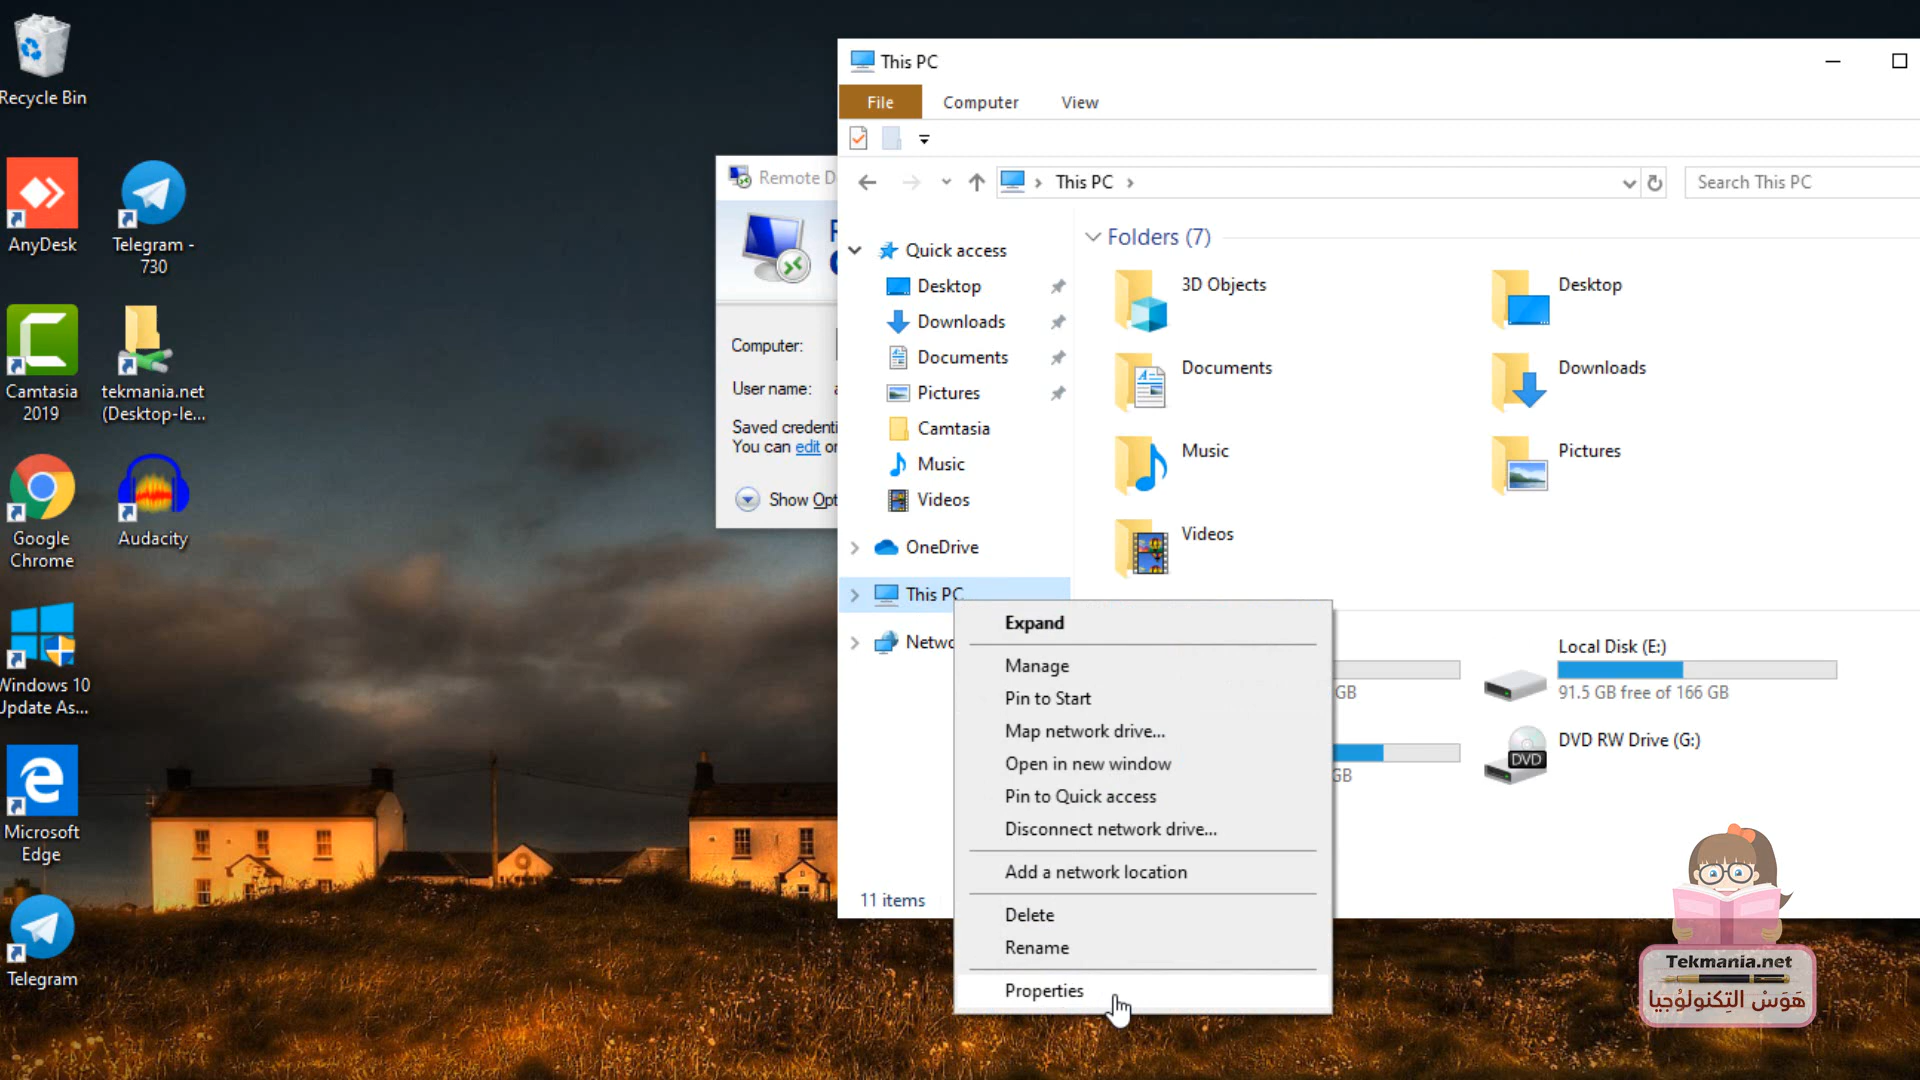 Recycle Bin
AnyDesk
Telegram -
730
Camtasia
2019
tekmania.net
(Desktop-le...
Google
Chrome
Audacity
Windows 10
Update As...
Microsoft
Edge
Telegram
Remote D
Computer:
User name:
Saved credenti
You can edit or
Show Opt
This PC
File
Computer
View
This PC
Search This PC
Quick access
Desktop
Downloads
Documents
Pictures
Camtasia
Music
Videos
OneDrive
This PC
Netwo
11 items
Folders (7)
3D Objects
Desktop
Documents
Downloads
Music
Pictures
Videos
GB
Local Disk (E:)
91.5 GB free of 166 GB
GB
DVD RW Drive (G:)
DVD
Expand
Manage
Pin to Start
Map network drive...
Open in new window
Pin to Quick access
Disconnect network drive...
Add a network location
Delete
Rename
Properties
Tekmania.net
هَوَسْ التِكنولوُجيا